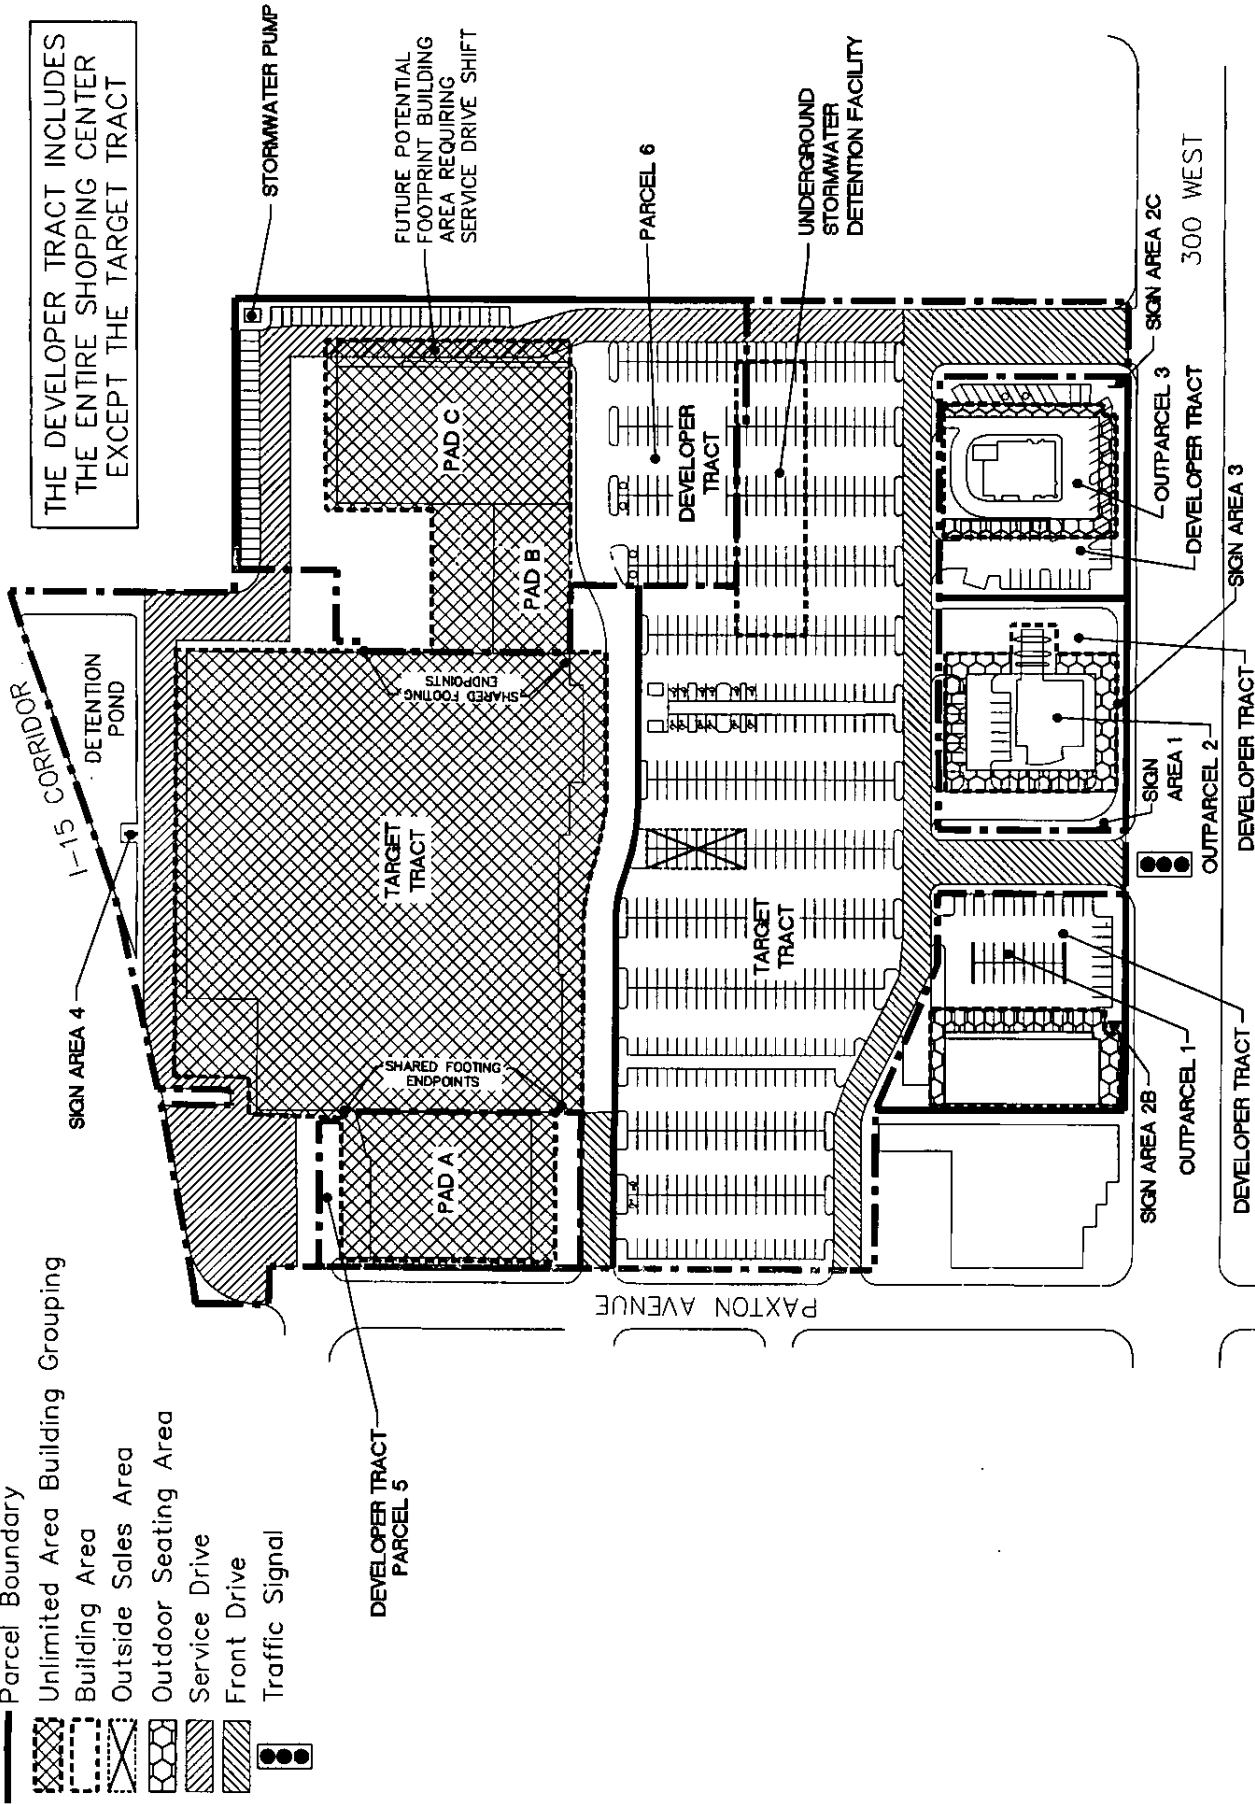 THE DEVELOPER TRACT INCLUDES
THE ENTIRE SHOPPING CENTER
EXCEPT THE TARGET TRACT
STORMWATER PUMP
FUTURE POTENTIAL
FOOTPRINT BUILDING
AREA REQUIRING
SERVICE DRIVE SHIFT
PARCEL 6
UNDERGROUND
STORMWATER
DETENTION FACILITY
I-15 CORRIDOR
DETENTION
POND
SIGN AREA 4
PAD C
PAD B
DEVELOPER
TRACT
SHARED FOOTING
ENDPOINTS
TARGET
TRACT
TARGET
TRACT
SHARED FOOTING
ENDPOINTS
PAD A
300 WEST
SIGN AREA 2C
OUTPARCEL 3
DEVELOPER TRACT
SIGN AREA 3
DEVELOPER TRACT
SIGN
AREA 1
OUTPARCEL 2
DEVELOPER TRACT
OUTPARCEL 1
SIGN AREA 2B
PAXTON AVENUE
DEVELOPER TRACT
PARCEL 5
Parcel Boundary
Unlimited Area Building Grouping
Building Area
Outside Sales Area
Outdoor Seating Area
Service Drive
Front Drive
Traffic Signal